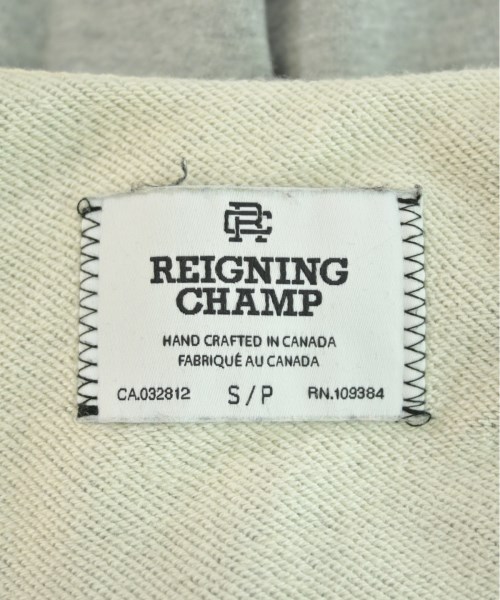 RC
REIGNING
CHAMP
HAND CRAFTED IN CANADA
FABRIQUÉ AU CANADA
CA.032812 S / P RN.109384